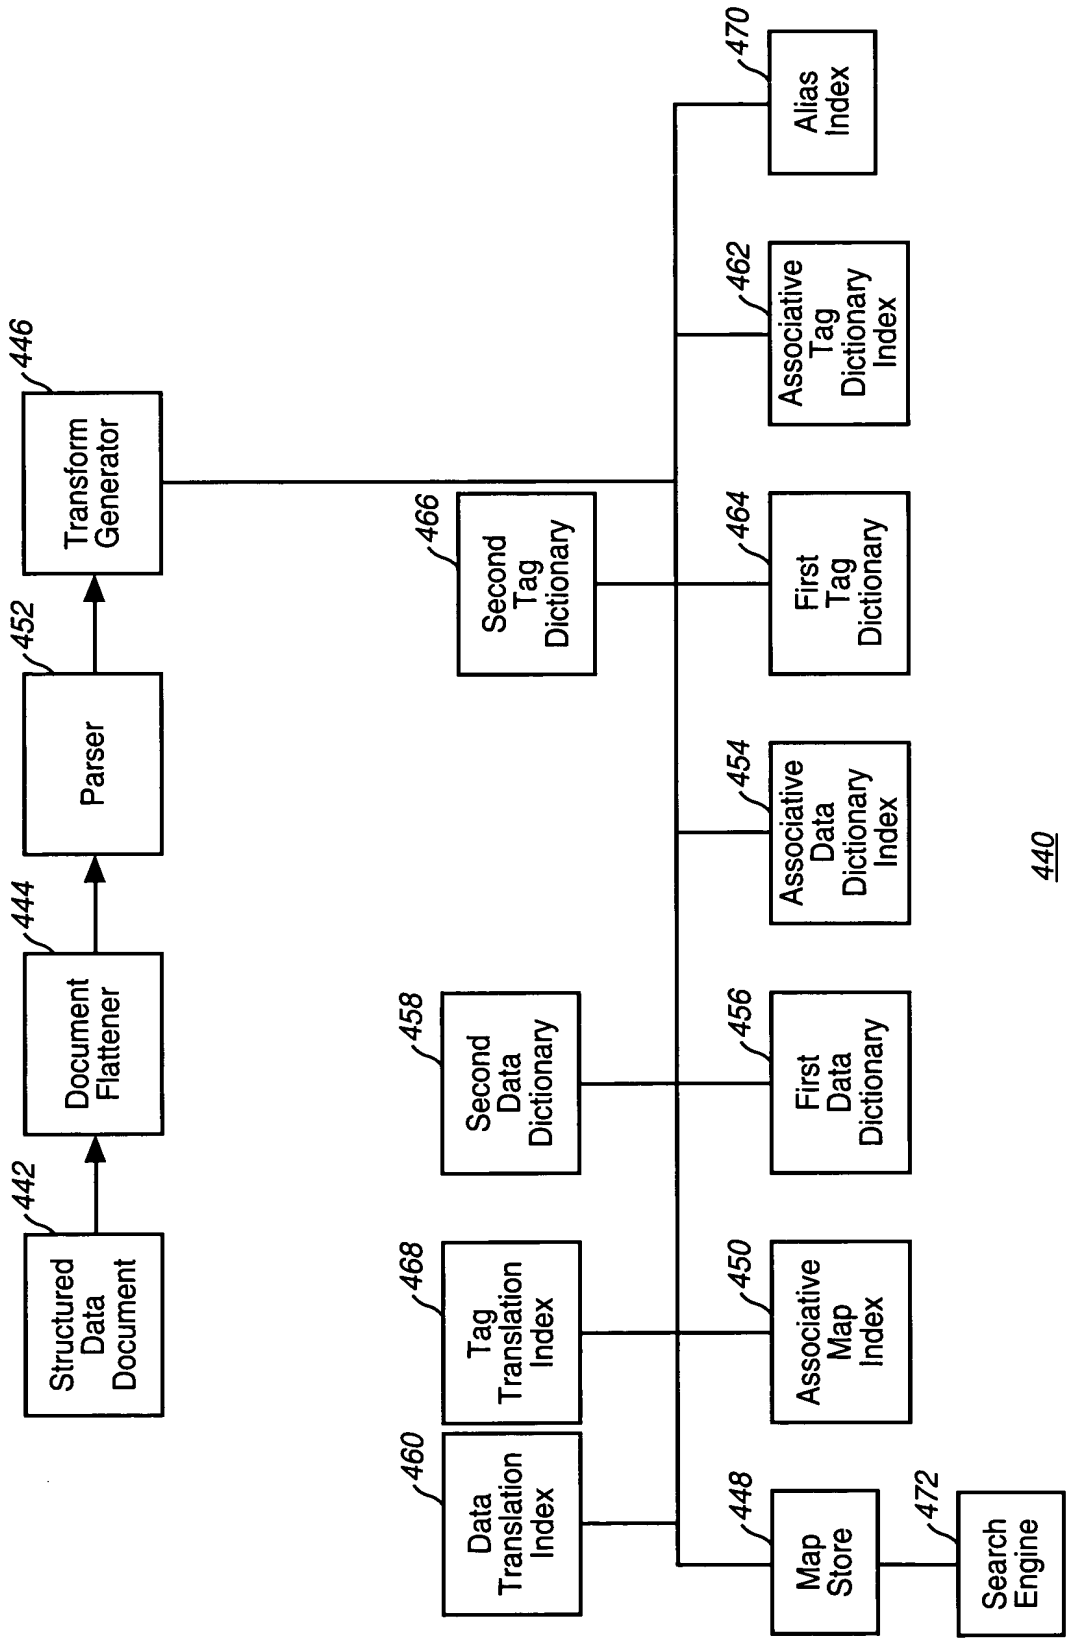 442
Structured
Data
Document
444
Document
Flattener
452
Parser
446
Transform
Generator
460
Data
Translation
Index
468
Tag
Translation
Index
458
Second
Data
Dictionary
466
Second
Tag
Dictionary
448
Map
Store
450
Associative
Map
Index
456
First
Data
Dictionary
454
Associative
Data
Dictionary
Index
464
First
Tag
Dictionary
462
Associative
Tag
Dictionary
Index
470
Alias
Index
472
Search
Engine
440